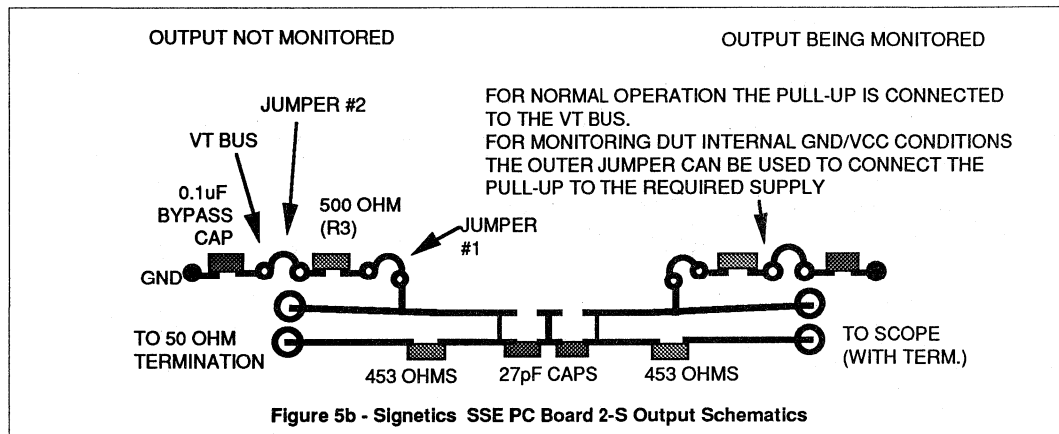 OUTPUT NOT MONITORED
OUTPUT BEING MONITORED
JUMPER #2
VT BUS
0.1uF
BYPASS
CAP
500 OHM
(R3)
JUMPER
#1
FOR NORMAL OPERATION THE PULL-UP IS CONNECTED
TO THE VT BUS.
FOR MONITORING DUT INTERNAL GND/VCC CONDITIONS
THE OUTER JUMPER CAN BE USED TO CONNECT THE
PULL-UP TO THE REQUIRED SUPPLY
GND
TO 50 OHM
TERMINATION
TO SCOPE
(WITH TERM.)
453 OHMS
27pF CAPS
453 OHMS
Figure 5b - Signetics SSE PC Board 2-S Output Schematics